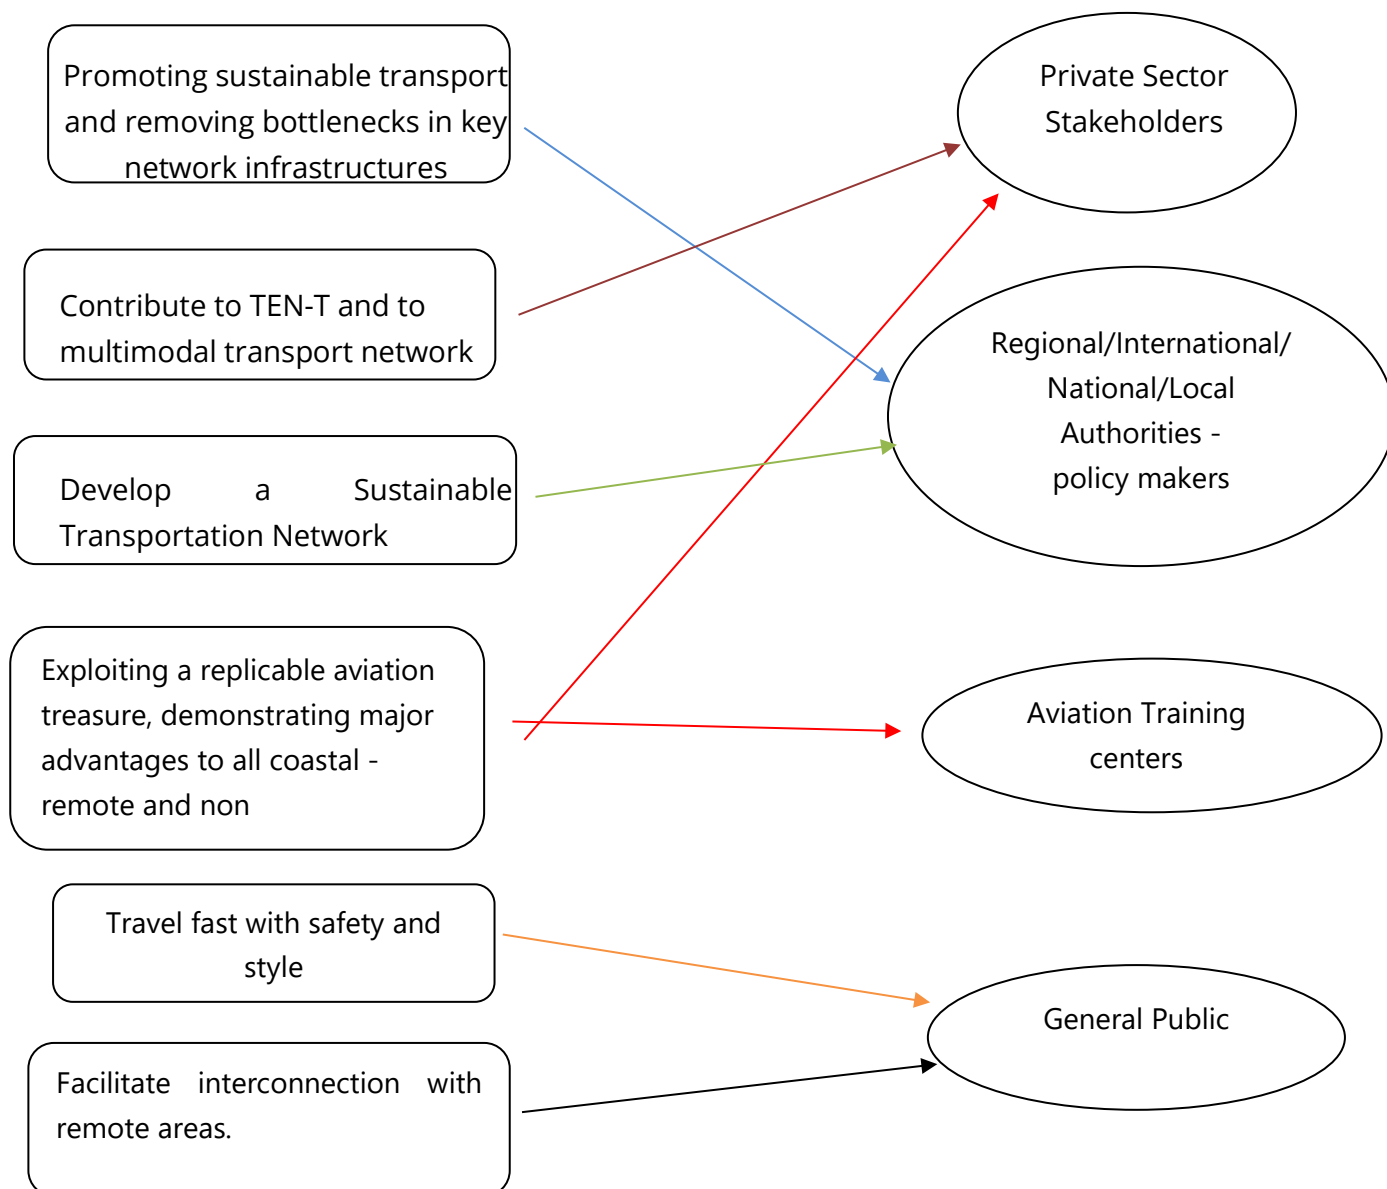 Promoting sustainable transport
and removing bottlenecks in key
network infrastructures
Contribute to TEN-T and to
multimodal transport network
Develop a Sustainable
Transportation Network
Exploiting a replicable aviation
treasure, demonstrating major
advantages to all coastal -
remote and non
Travel fast with safety and
style
Facilitate interconnection with
remote areas.
Private Sector
Stakeholders
Regional/International/
National/Local
Authorities -
policy makers
Aviation Training
centers
General Public